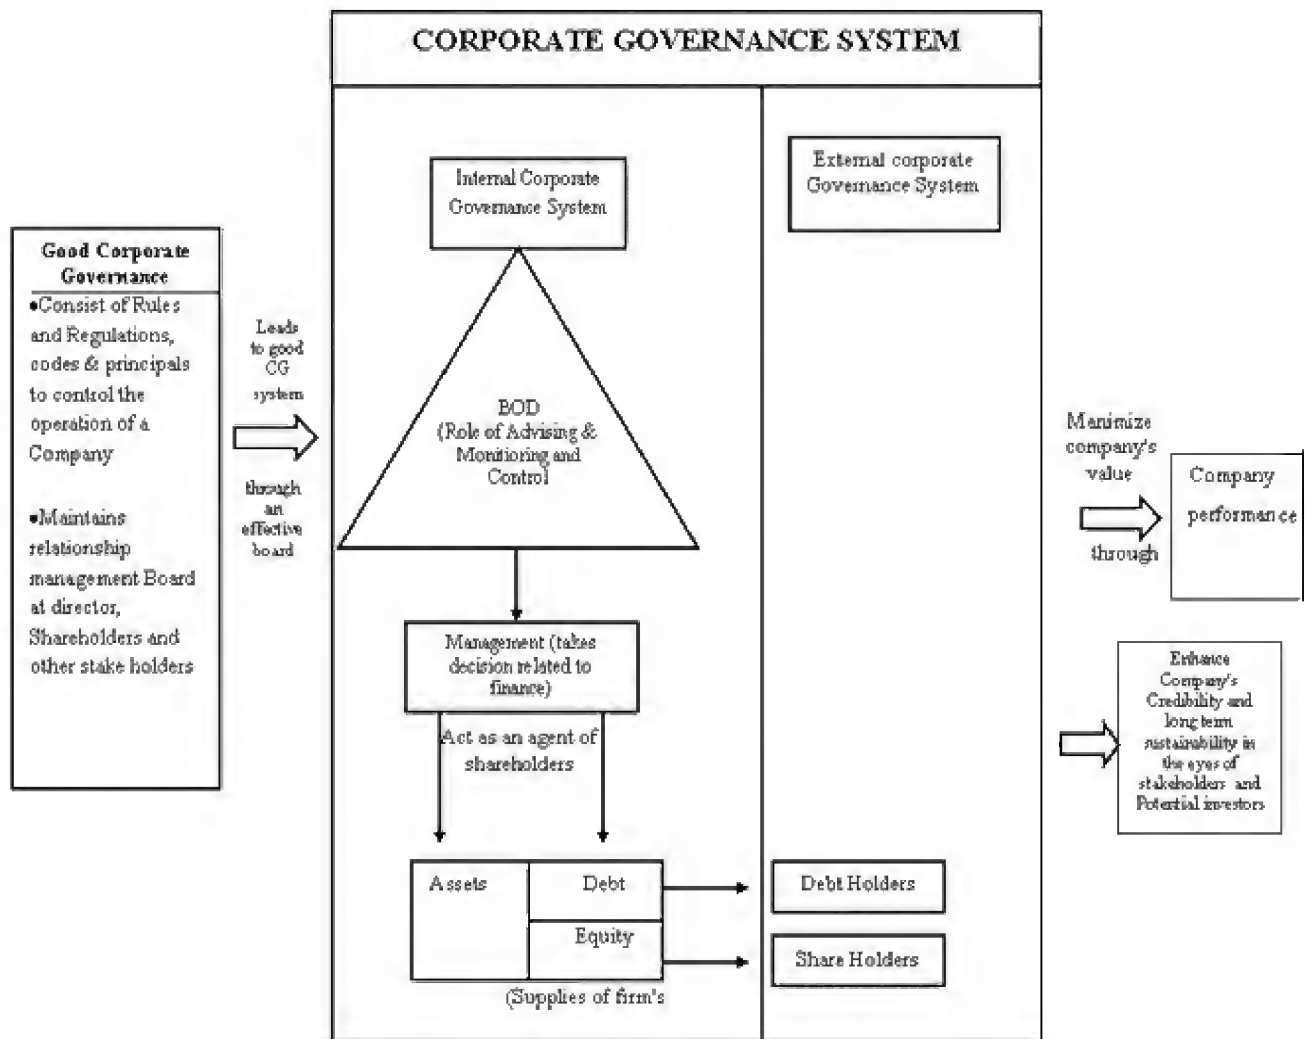 CORPORATE GOVERNANCE SYSTEM
Good Corporate
Governance
•Consist of Rules
and Regulations,
codes & principals
to control the
operation of a
Company
•Maintains
relationship
management Board
at director,
Shareholders and
other stake holders
Leads
to good
CG
system
through
an
effective
board
Internal Corporate
Governance System
BOD
(Role of Advising &
Monitoring and
Control
Management (takes
decision related to
finance)
Act as an agent of
shareholders
Assets
Debt
Equity
(Supplies of firm's
External corporate
Governance System
Debt Holders
Share Holders
Manimize
company's
value
through
Company
performance
Enhance
Company's
Credibility and
long term
sustainability in
the eyes of
stakeholders and
Potential investors